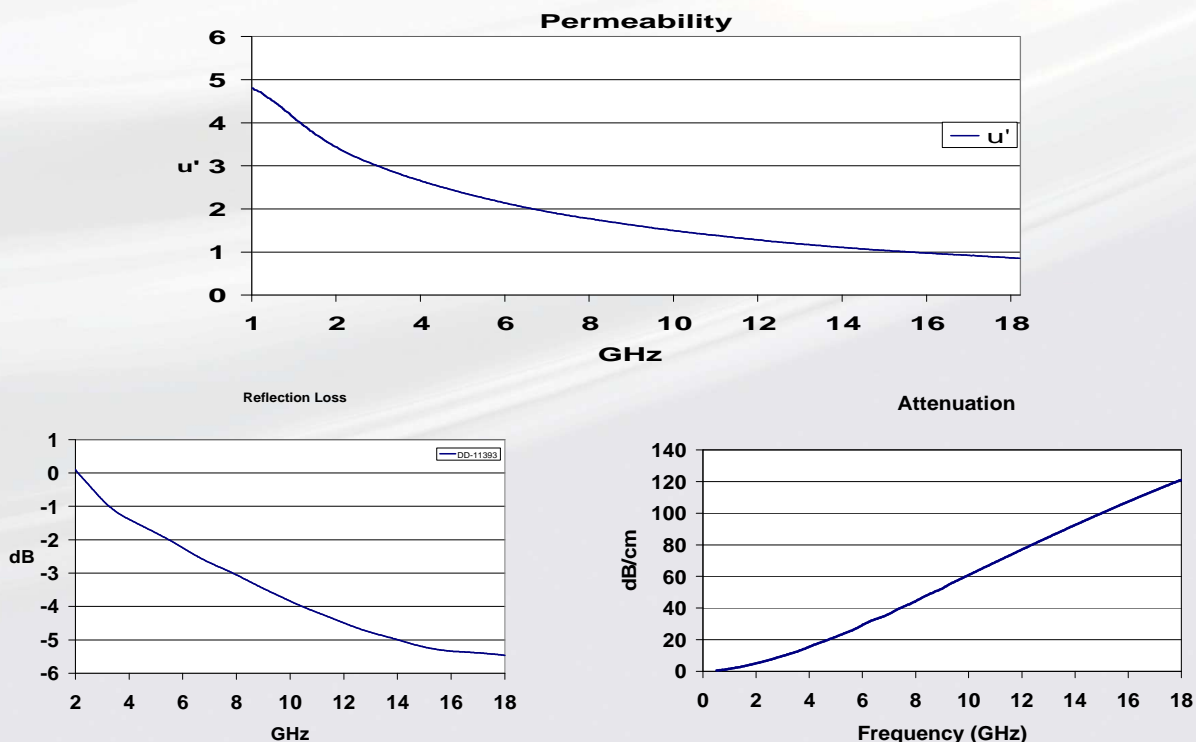 Permeability
6
5
4
u' 3
2
1
0
u'
1 2 4 6 8 10 12 14 16 18
GHz
Reflection Loss
1
0
-1
-2
dB
-3
-4
-5
-6
DD-11393
2 4 6 8 10 12 14 16 18
GHz
Attenuation
140
120
100
80
60
40
20
0
dB/cm
0 2 4 6 8 10 12 14 16 18
Frequency (GHz)